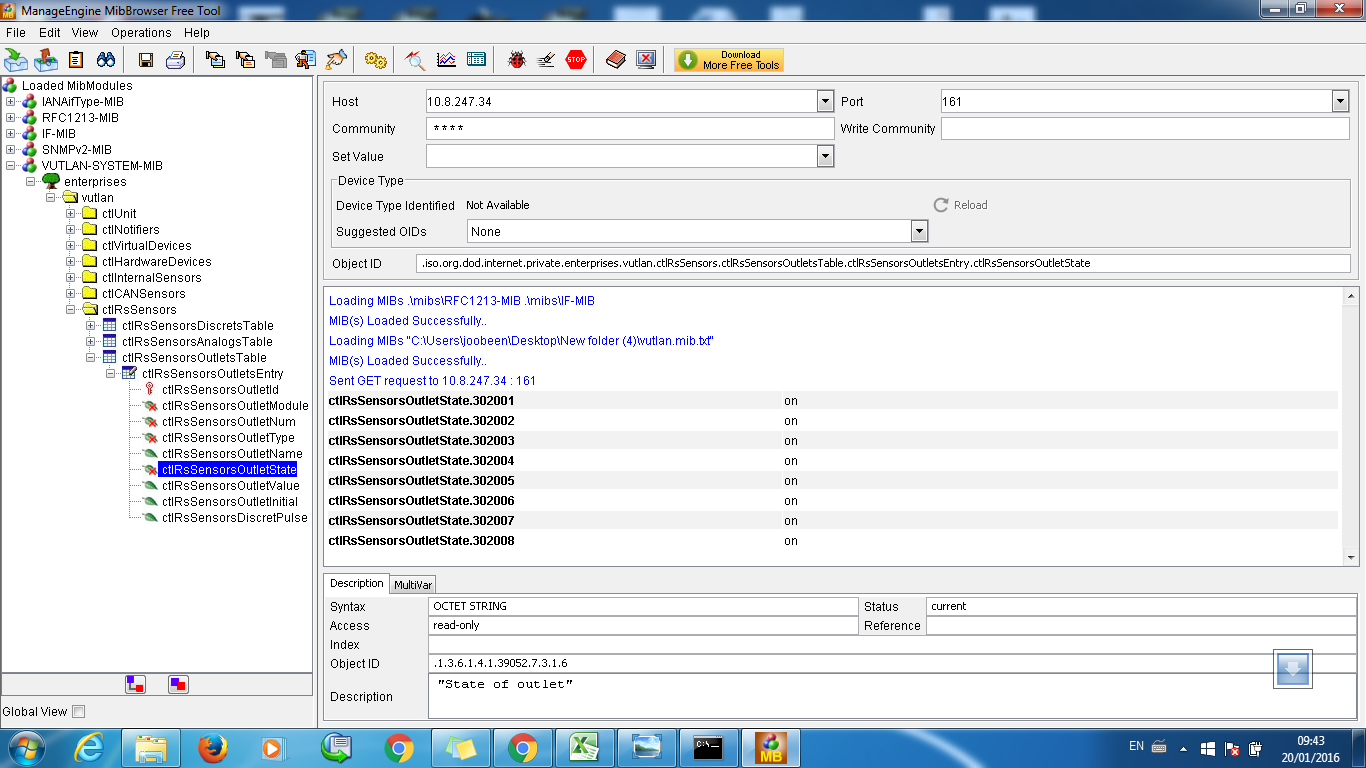 ManageEngine MibBrowser Free Tool
File Edit View Operations Help
Download
More Free Tools
STOP
Loaded MibModules
IANAifType-MIB
RFC1213-MIB
IF-MIB
SNMPv2-MIB
VUTLAN-SYSTEM-MIB
enterprises
vutlan
ctlUnit
ctlNotifiers
ctlVirtualDevices
ctlHardwareDevices
ctlInternalSensors
ctlCANSensors
ctlRsSensors
ctlRsSensorsDiscretsTable
ctlRsSensorsAnalogsTable
ctlRsSensorsOutletsTable
ctlRsSensorsOutletsEntry
ctlRsSensorsOutletId
ctlRsSensorsOutletModule
ctlRsSensorsOutletNum
ctlRsSensorsOutletType
ctlRsSensorsOutletName
ctlRsSensorsOutletState
ctlRsSensorsOutletValue
ctlRsSensorsOutletInitial
ctlRsSensorsDiscretPulse
Global View
Host 10.8.247.34 Port 161
Community **** Write Community
Set Value
Device Type
Device Type Identified Not Available Reload
Suggested OIDs None
Object ID .iso.org.dod.internet.private.enterprises.vutlan.ctlRsSensors.ctlRsSensorsOutletsTable.ctlRsSensorsOutletsEntry.ctlRsSensorsOutletState
Loading MIBs .\mibs\RFC1213-MIB .\mibs\IF-MIB
MIB(s) Loaded Successfully..
Loading MIBs "C:\Users\joobeen\Desktop\New folder (4)\vutlan.mib.txt"
MIB(s) Loaded Successfully..
Sent GET request to 10.8.247.34 : 161
ctlRsSensorsOutletState.302001 on
ctlRsSensorsOutletState.302002 on
ctlRsSensorsOutletState.302003 on
ctlRsSensorsOutletState.302004 on
ctlRsSensorsOutletState.302005 on
ctlRsSensorsOutletState.302006 on
ctlRsSensorsOutletState.302007 on
ctlRsSensorsOutletState.302008 on
Description MultiVar
Syntax OCTET STRING Status current
Access read-only Reference
Index
Object ID .1.3.6.1.4.1.39052.7.3.1.6
Description "State of outlet"
C:\_
MB
EN
09:43
20/01/2016